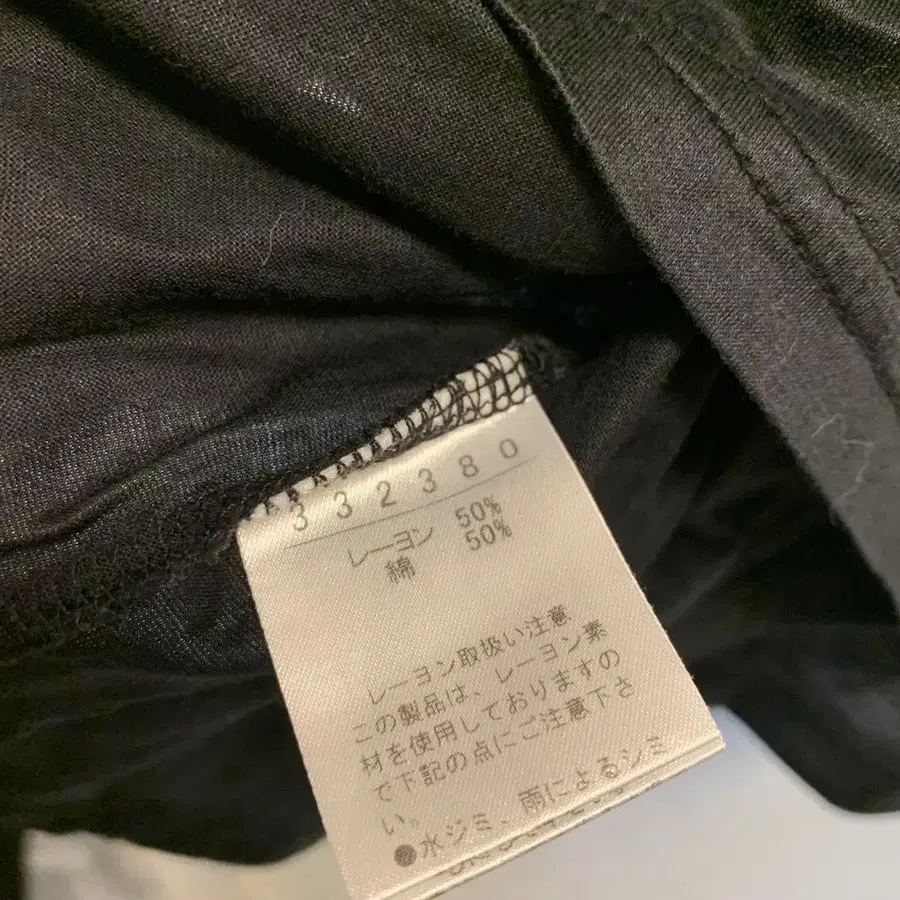 332380
レーヨン 50%
綿 50%
レーヨン取扱い注意
この製品は、レーヨン素
材を使用しておりますの
で下記の点にご注意下さ
い。
●水ジミ、雨によるシミ